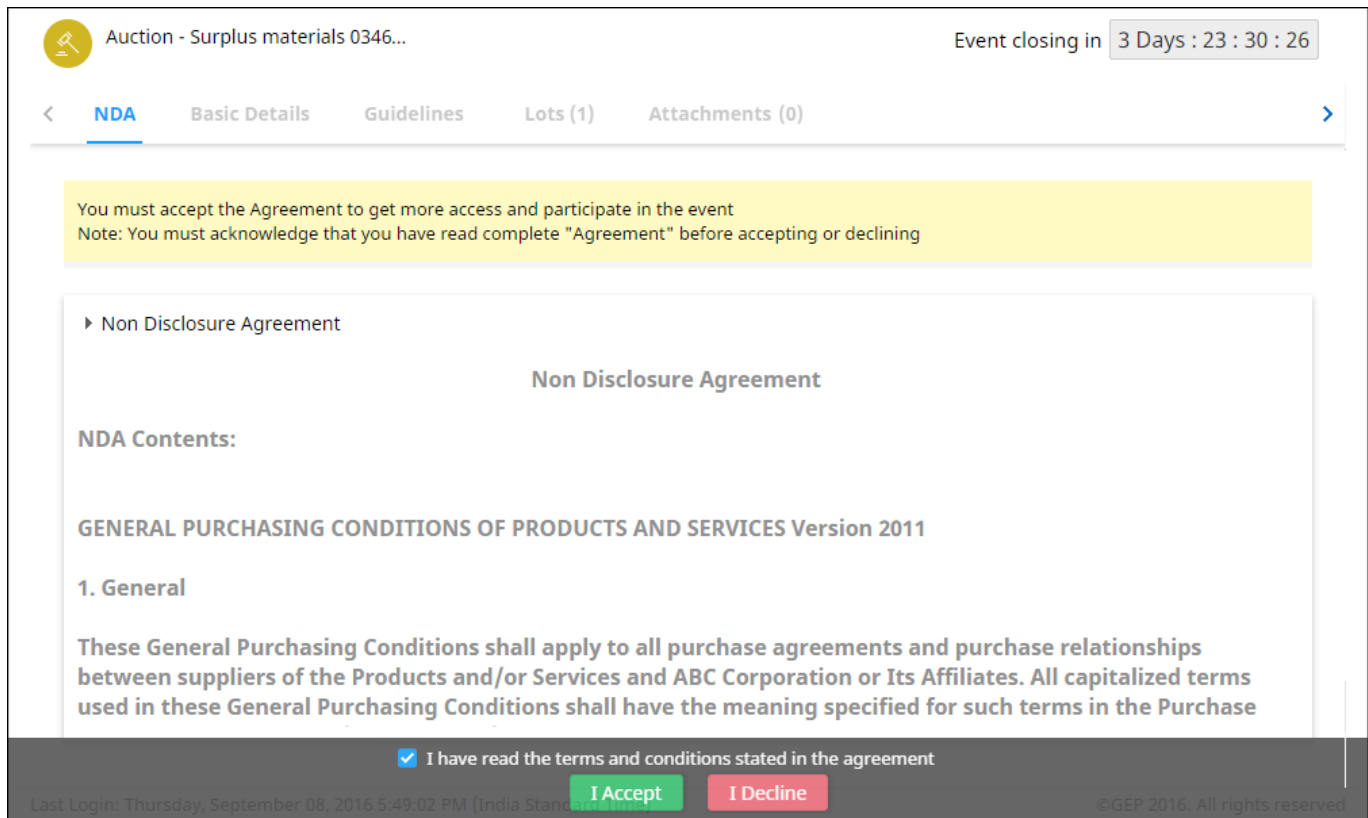 Auction - Surplus materials 0346...
Event closing in 3 Days : 23 : 30 : 26
NDA Basic Details Guidelines Lots (1) Attachments (0)
You must accept the Agreement to get more access and participate in the event
Note: You must acknowledge that you have read complete "Agreement" before accepting or declining
Non Disclosure Agreement
Non Disclosure Agreement
NDA Contents:
GENERAL PURCHASING CONDITIONS OF PRODUCTS AND SERVICES Version 2011
1. General
These General Purchasing Conditions shall apply to all purchase agreements and purchase relationships
between suppliers of the Products and/or Services and ABC Corporation or Its Affiliates. All capitalized terms
used in these General Purchasing Conditions shall have the meaning specified for such terms in the Purchase
I have read the terms and conditions stated in the agreement
I Accept I Decline
Last Login: Thursday, September 08, 2016 5:49:02 PM (India Standard Time)
©GEP 2016. All rights reserved